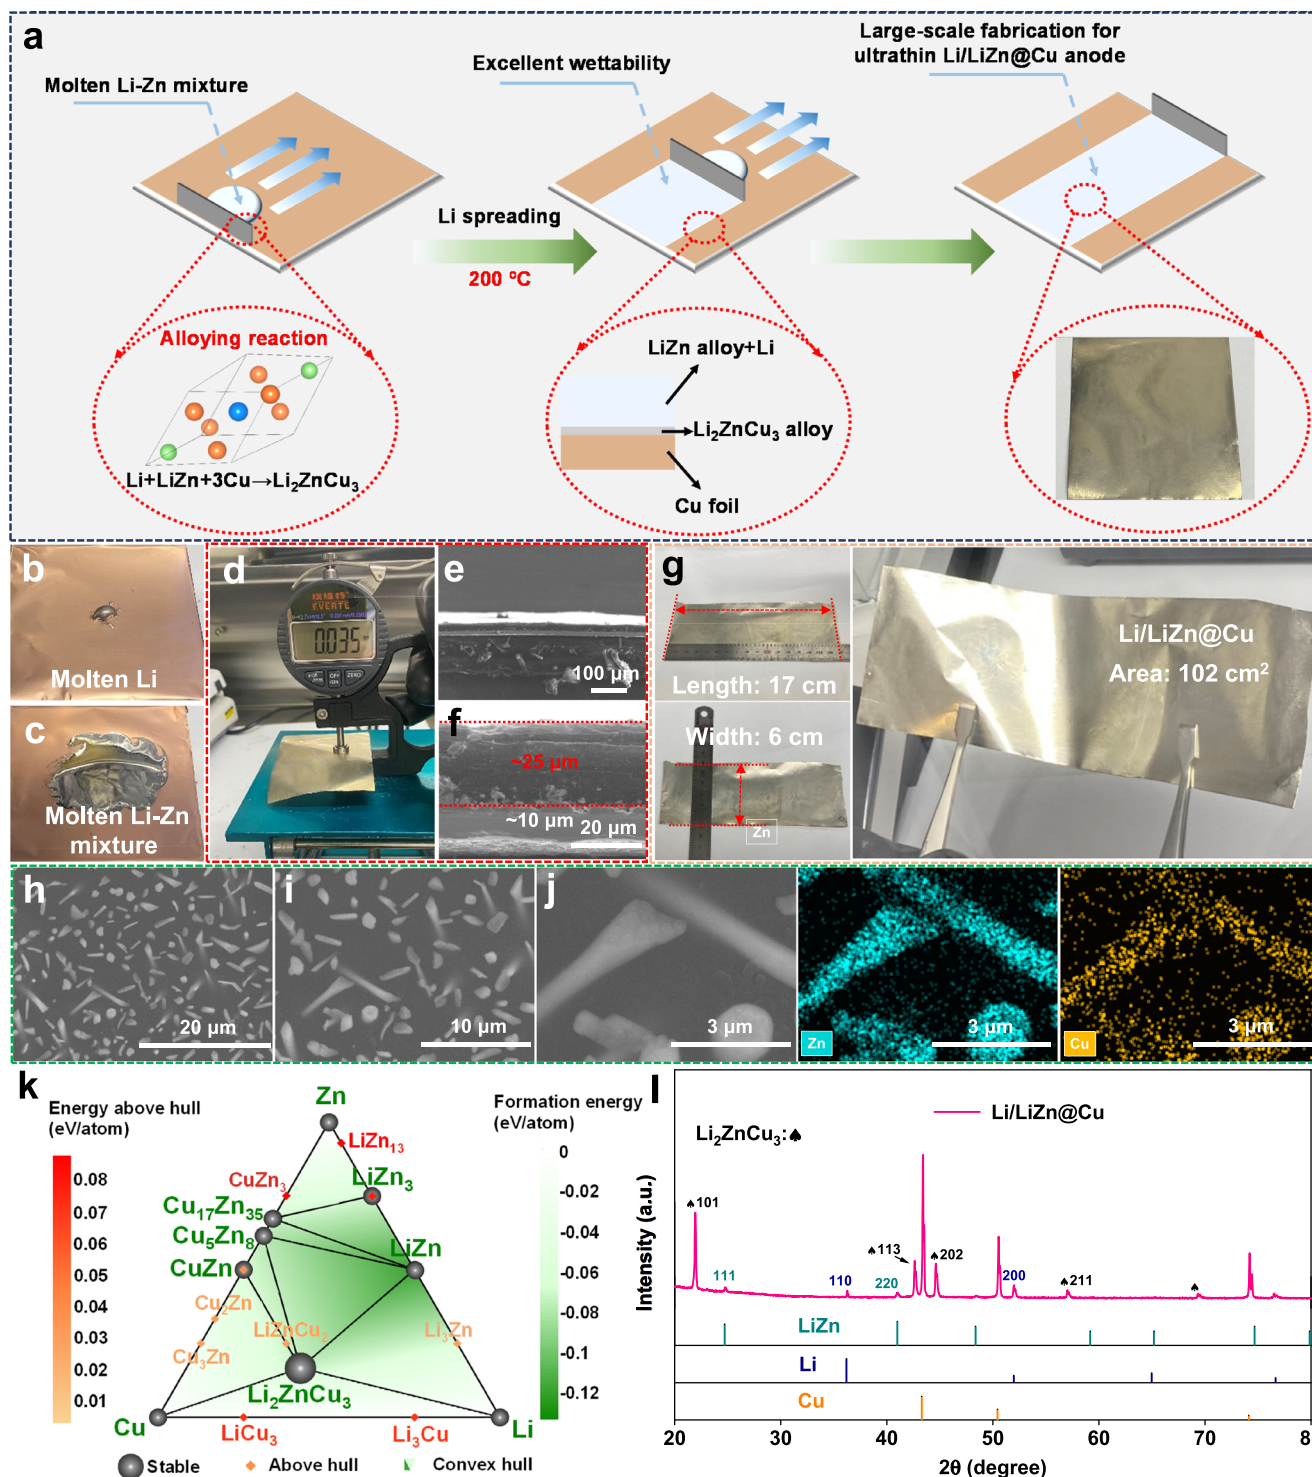 a
Molten Li-Zn mixture
Excellent wettability
Large-scale fabrication for
ultrathin Li/LiZn@Cu anode
Li spreading
200 °C
Alloying reaction
Li+LiZn+3Cu→Li₂ZnCu₃
LiZn alloy+Li
Li₂ZnCu₃ alloy
Cu foil
b
Molten Li
c
Molten Li-Zn
mixture
d
EVERTE
0.035
OFF
ON
ZERO
e
100 µm
f
~25 µm
~10 µm
20 µm
g
Length: 17 cm
Width: 6 cm
Zn
Li/LiZn@Cu
Area: 102 cm²
h
20 µm
i
10 µm
j
3 µm
Zn
3 µm
Cu
3 µm
k
Energy above hull
(eV/atom)
0.08
0.07
0.06
0.05
0.04
0.03
0.02
0.01
Formation energy
(eV/atom)
0
-0.02
-0.04
-0.06
-0.08
-0.1
-0.12
Zn
LiZn₁₃
CuZn₃
LiZn₃
Cu₁₇Zn₃₅
Cu₅Zn₈
CuZn
LiZn
Cu₂Zn
LiZnCu₂
Li₃Zn
Cu₃Zn
Li₂ZnCu₃
Cu
LiCu₃
Li₃Cu
Li
Stable
Above hull
Convex hull
l
Li/LiZn@Cu
Li₂ZnCu₃:♠
♠101
111
110
220
♠113
♠202
200
♠211
♠
LiZn
Li
Cu
Intensity (a.u.)
20 30 40 50 60 70 80
2θ (degree)